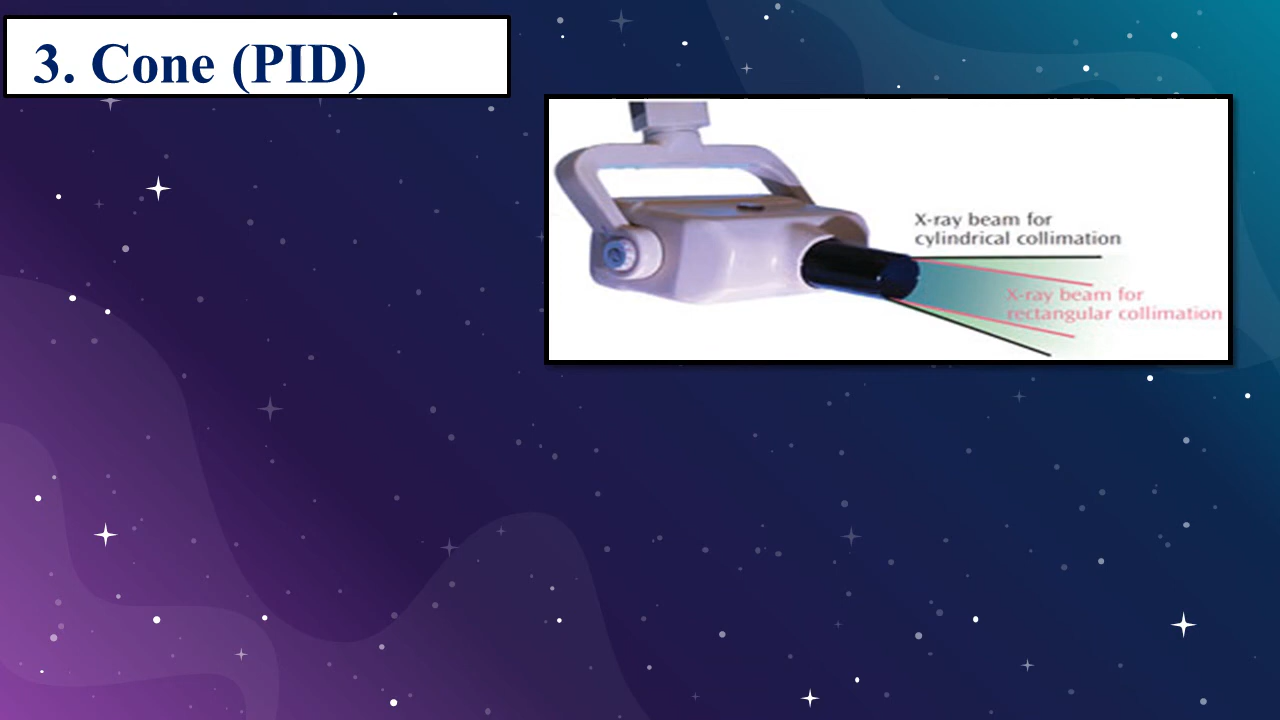 3. Cone (PID)
X-ray beam for
cylindrical collimation
X-ray beam for
rectangular collimation